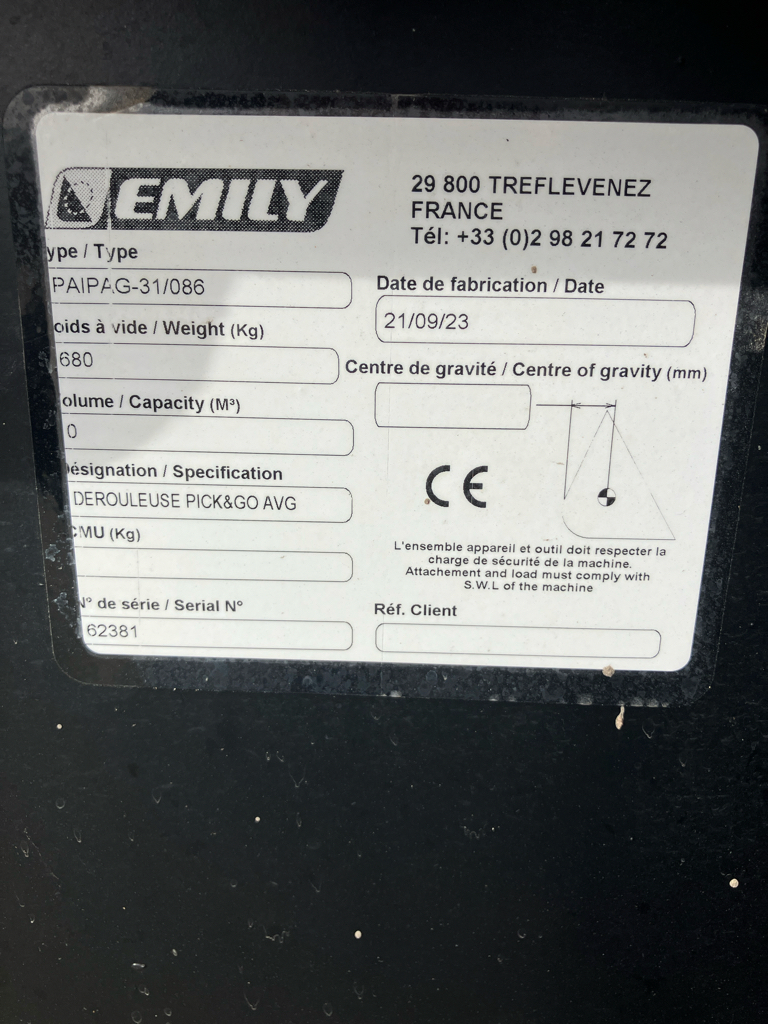 EMILY
29 800 TREFLEVENEZ
FRANCE
Tél: +33 (0)2 98 21 72 72
ype / Type
PAIPAG-31/086
Date de fabrication / Date
21/09/23
oids à vide / Weight (Kg)
680
Centre de gravité / Centre of gravity (mm)
olume / Capacity (M³)
0
ésignation / Specification
DEROULEUSE PICK&GO AVG
CE
CMU (Kg)
L'ensemble appareil et outil doit respecter la
charge de sécurité de la machine.
Attachement and load must comply with
S.W.L of the machine
N° de série / Serial N°
62381
Réf. Client